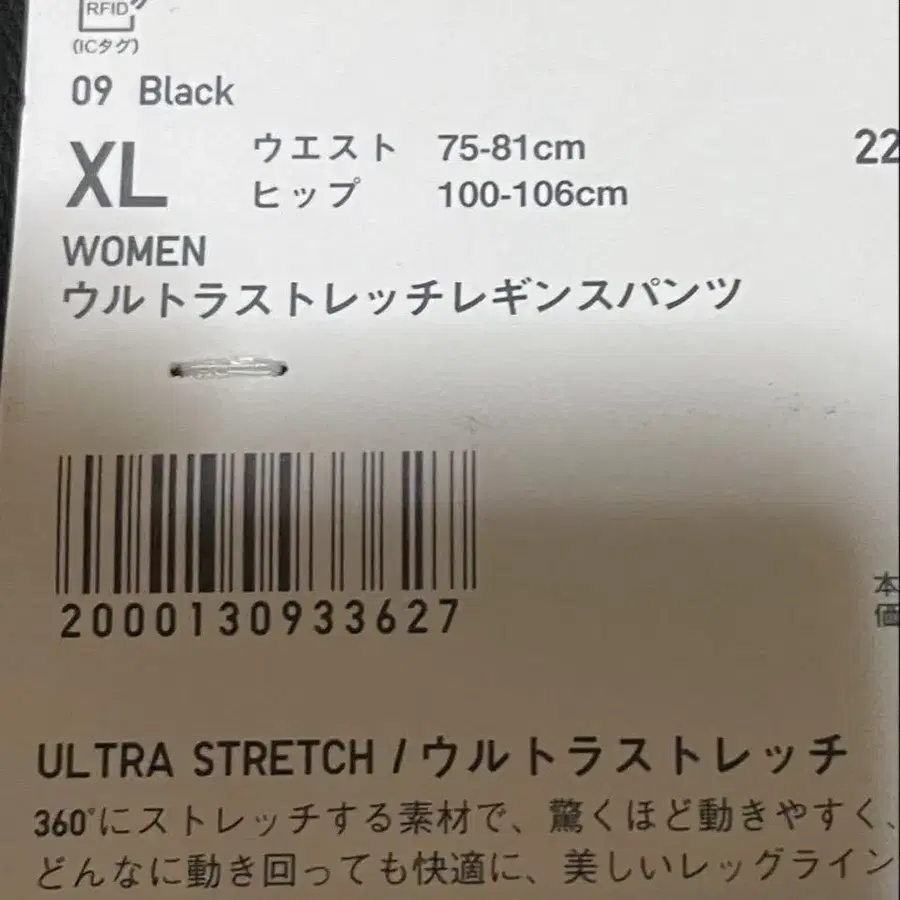 RFID
(ICタグ)
09 Black
XL
ウエスト 75-81cm
ヒップ 100-106cm
22
WOMEN
ウルトラストレッチレギンスパンツ
2000130933627
本
価
ULTRA STRETCH / ウルトラストレッチ
360°にストレッチする素材で、驚くほど動きやすく、
どんなに動き回っても快適に、美しいレッグライン